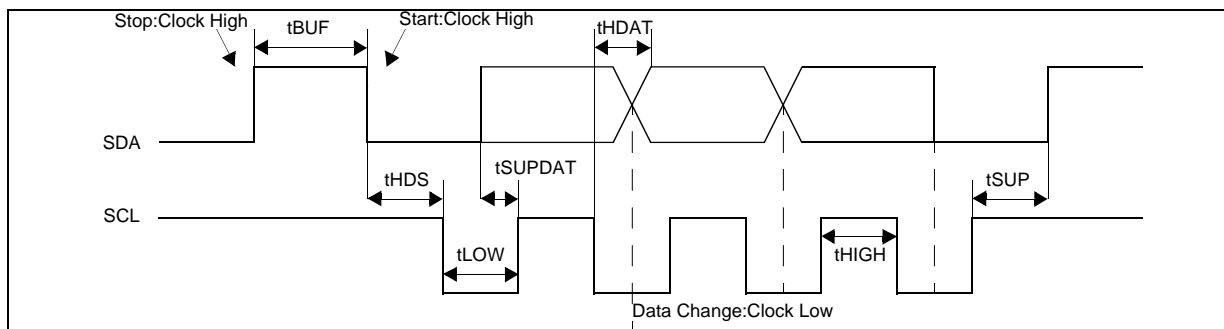 Stop:Clock High
tBUF
Start:Clock High
tHDAT
SDA
tHDS
tSUPDAT
tSUP
SCL
tLOW
tHIGH
Data Change:Clock Low